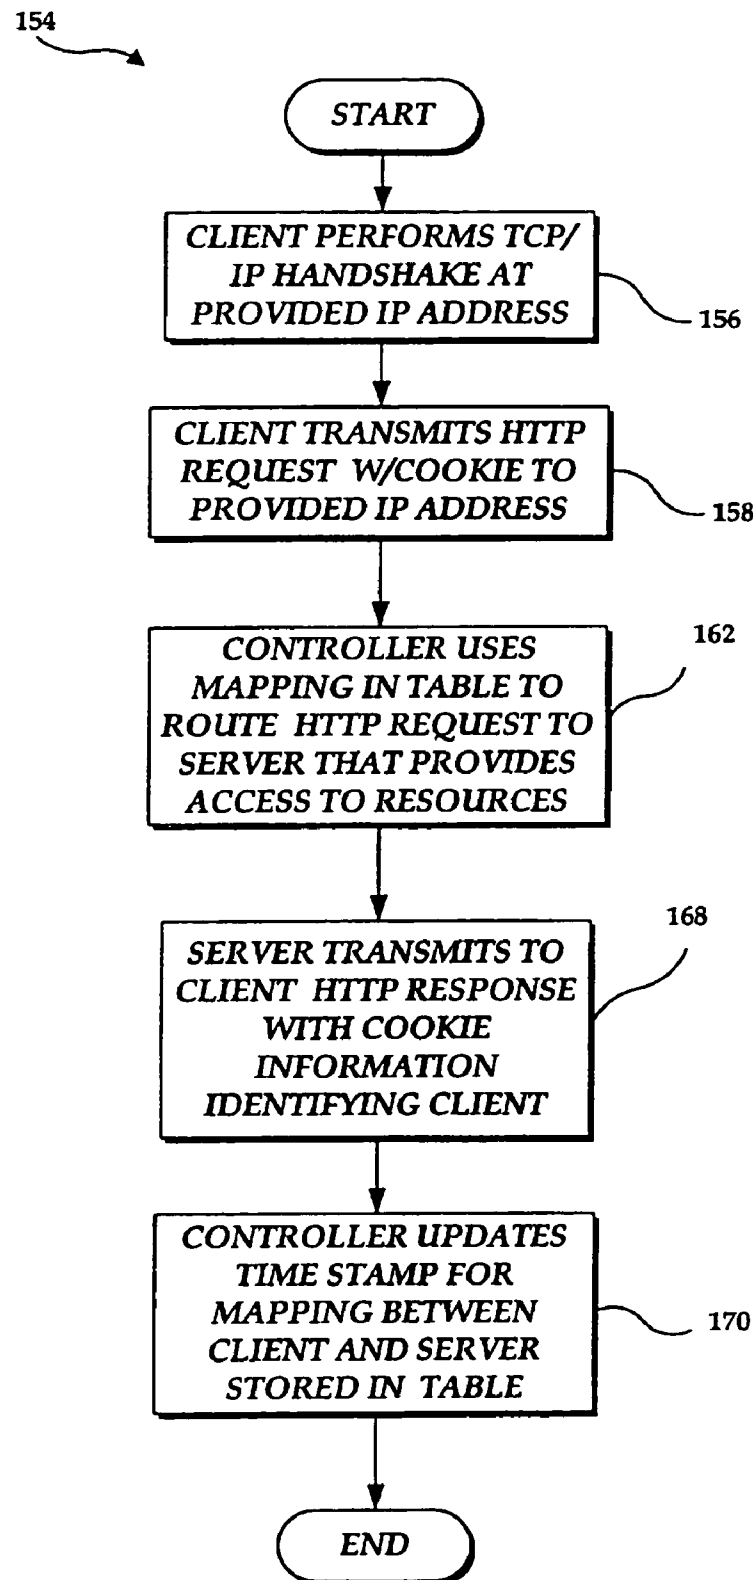 154
START
CLIENT PERFORMS TCP/
IP HANDSHAKE AT
PROVIDED IP ADDRESS
156
CLIENT TRANSMITS HTTP
REQUEST W/COOKIE TO
PROVIDED IP ADDRESS
158
CONTROLLER USES
MAPPING IN TABLE TO
ROUTE HTTP REQUEST TO
SERVER THAT PROVIDES
ACCESS TO RESOURCES
162
SERVER TRANSMITS TO
CLIENT HTTP RESPONSE
WITH COOKIE
INFORMATION
IDENTIFYING CLIENT
168
CONTROLLER UPDATES
TIME STAMP FOR
MAPPING BETWEEN
CLIENT AND SERVER
STORED IN TABLE
170
END